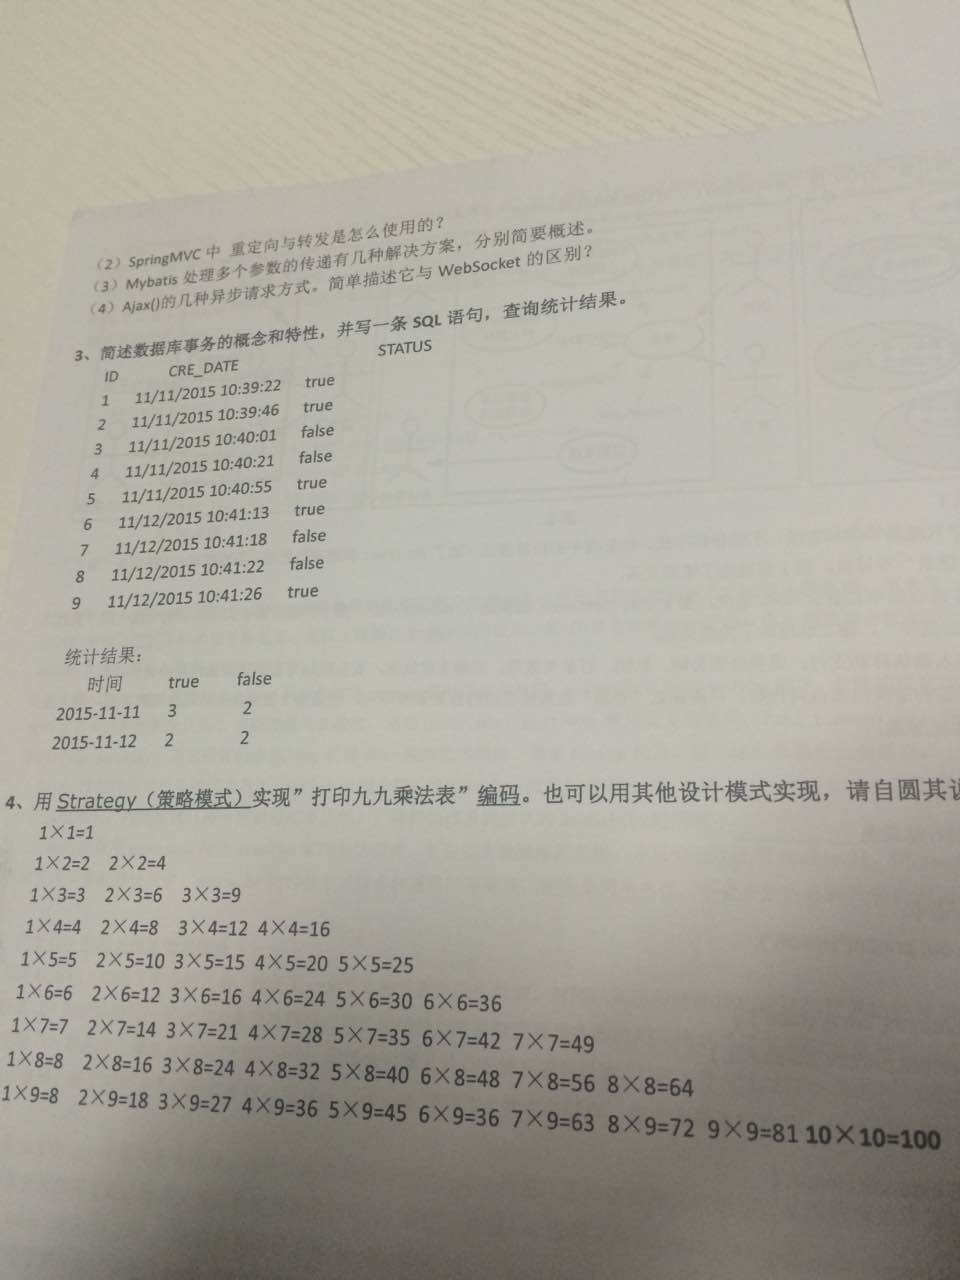 （2）SpringMVC 中 重定向与转发是怎么使用的？
（3）Mybatis 处理多个参数的传递有几种解决方案，分别简要概述。
（4）Ajax()的几种异步请求方式。简单描述它与 WebSocket 的区别？
3、简述数据库事务的概念和特性，并写一条 SQL 语句，查询统计结果。
ID CRE_DATE STATUS
1 11/11/2015 10:39:22 true
2 11/11/2015 10:39:46 true
3 11/11/2015 10:40:01 false
4 11/11/2015 10:40:21 false
5 11/11/2015 10:40:55 true
6 11/12/2015 10:41:13 true
7 11/12/2015 10:41:18 false
8 11/12/2015 10:41:22 false
9 11/12/2015 10:41:26 true
统计结果：
时间 true false
2015-11-11 3 2
2015-11-12 2 2
4、用 Strategy（策略模式）实现”打印九九乘法表”编码。也可以用其他设计模式实现，请自圆其
1×1=1
1×2=2 2×2=4
1×3=3 2×3=6 3×3=9
1×4=4 2×4=8 3×4=12 4×4=16
1×5=5 2×5=10 3×5=15 4×5=20 5×5=25
1×6=6 2×6=12 3×6=16 4×6=24 5×6=30 6×6=36
1×7=7 2×7=14 3×7=21 4×7=28 5×7=35 6×7=42 7×7=49
1×8=8 2×8=16 3×8=24 4×8=32 5×8=40 6×8=48 7×8=56 8×8=64
1×9=8 2×9=18 3×9=27 4×9=36 5×9=45 6×9=36 7×9=63 8×9=72 9×9=81 10×10=100